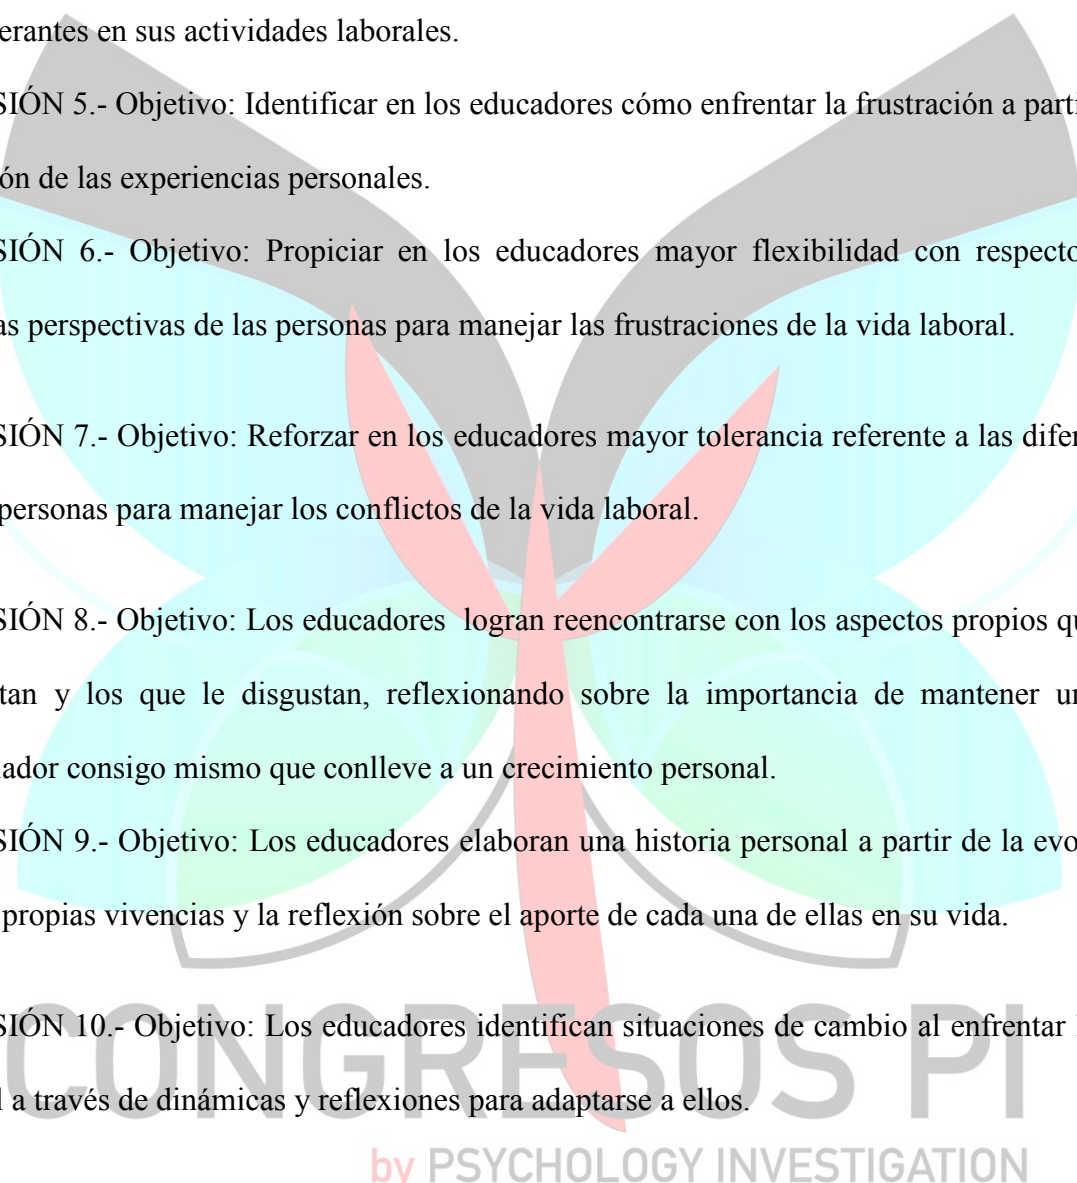 erantes en sus actividades laborales.
SIÓN 5.- Objetivo: Identificar en los educadores cómo enfrentar la frustración a parti
ón de las experiencias personales.
SIÓN 6.- Objetivo: Propiciar en los educadores mayor flexibilidad con respecto
as perspectivas de las personas para manejar las frustraciones de la vida laboral.
SIÓN 7.- Objetivo: Reforzar en los educadores mayor tolerancia referente a las difer
personas para manejar los conflictos de la vida laboral.
SIÓN 8.- Objetivo: Los educadores logran reencontrarse con los aspectos propios qu
tan y los que le disgustan, reflexionando sobre la importancia de mantener un
iador consigo mismo que conlleve a un crecimiento personal.
SIÓN 9.- Objetivo: Los educadores elaboran una historia personal a partir de la evo
propias vivencias y la reflexión sobre el aporte de cada una de ellas en su vida.
SIÓN 10.- Objetivo: Los educadores identifican situaciones de cambio al enfrentar
l a través de dinámicas y reflexiones para adaptarse a ellos.
CONGRESOS PI
by PSYCHOLOGY INVESTIGATION